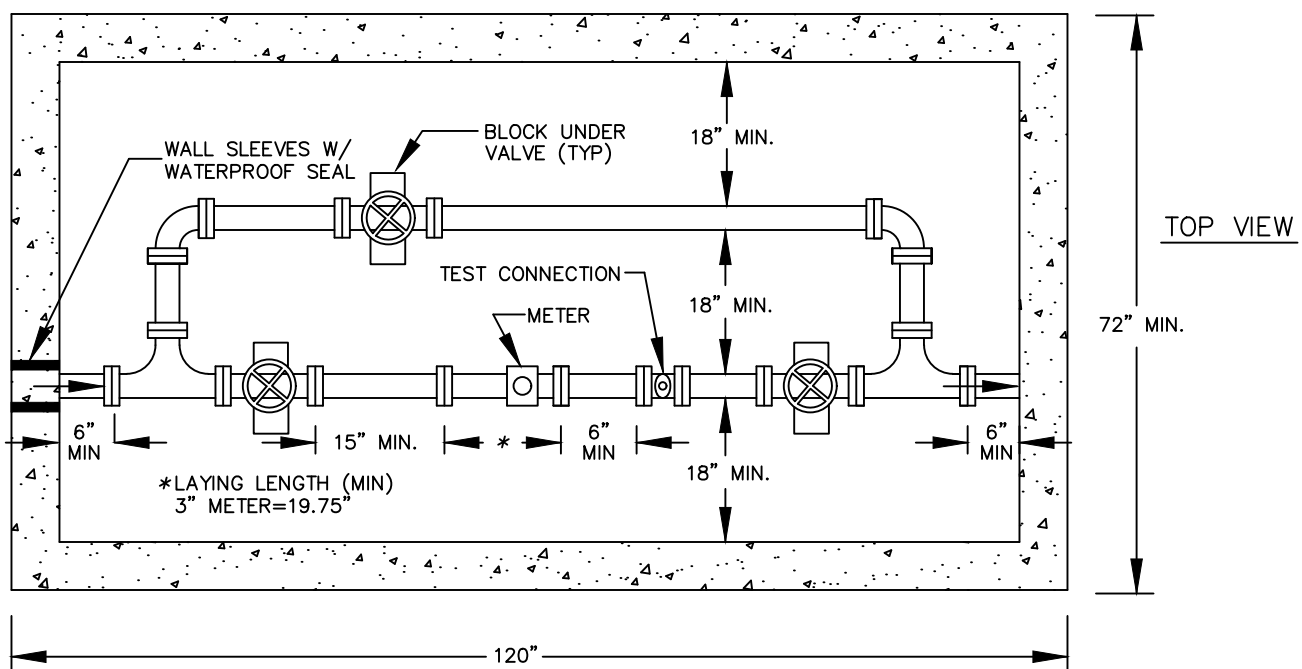 18” MIN.
WALL SLEEVES W/
WATERPROOF SEAL
BLOCK UNDER
VALVE (TYP)
TOP VIEW
TEST CONNECTION
METER
18” MIN.
72” MIN.
6”
MIN
15” MIN.
*
6”
MIN
18” MIN.
6”
MIN
*LAYING LENGTH (MIN)
3” METER=19.75”
120”